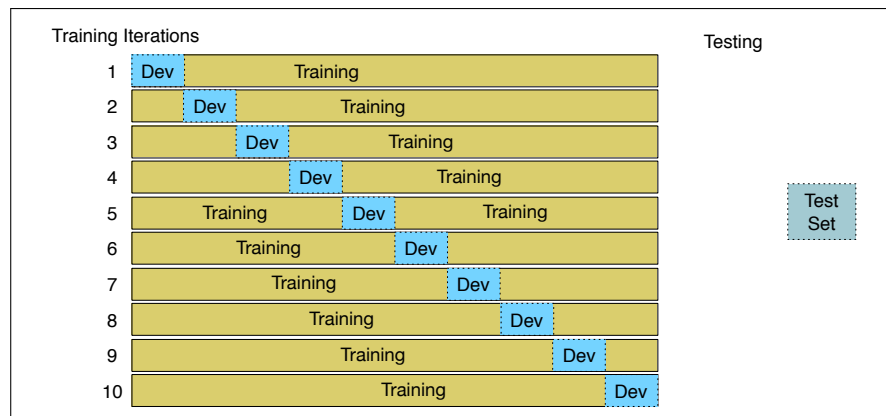 Training Iterations
Testing
1 Dev Training
2 Dev Training
3 Dev Training
4 Dev Training
5 Training Dev Training
6 Training Dev
7 Training Dev
8 Training Dev
9 Training Dev
10 Training Dev
Test
Set